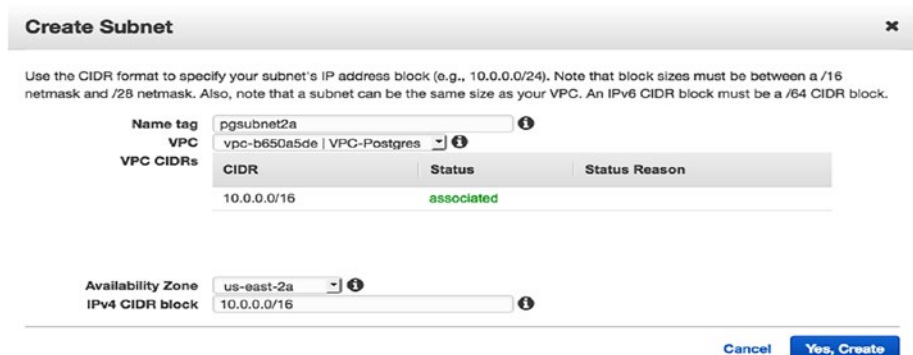 Create Subnet
Use the CIDR format to specify your subnet's IP address block (e.g., 10.0.0.0/24). Note that block sizes must be between a /16
netmask and /28 netmask. Also, note that a subnet can be the same size as your VPC. An IPv6 CIDR block must be a /64 CIDR block.
Name tag pgsubnet2a
VPC vpc-b650a5de | VPC-Postgres
VPC CIDRs
CIDR Status Status Reason
10.0.0.0/16 associated
Availability Zone us-east-2a
IPv4 CIDR block 10.0.0.0/16
Cancel Yes, Create